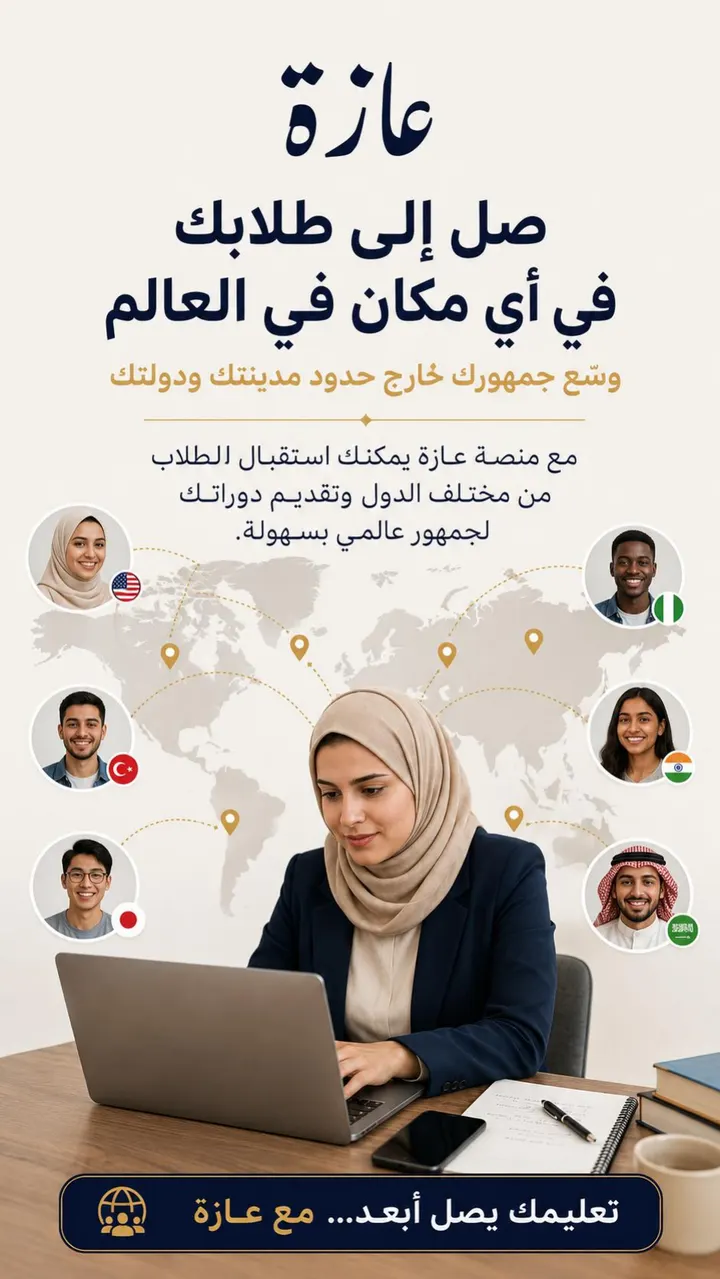 عازة
صل إلى طلابك
في أي مكان في العالم
وسّع جمهورك خارج حدود مدينتك ودولتك
مع منصة عازة يمكنك استقبال الطلاب
من مختلف الدول وتقديم دوراتك
لجمهور عالمي بسهولة.
تعليمك يصل أبعد... مع عازة